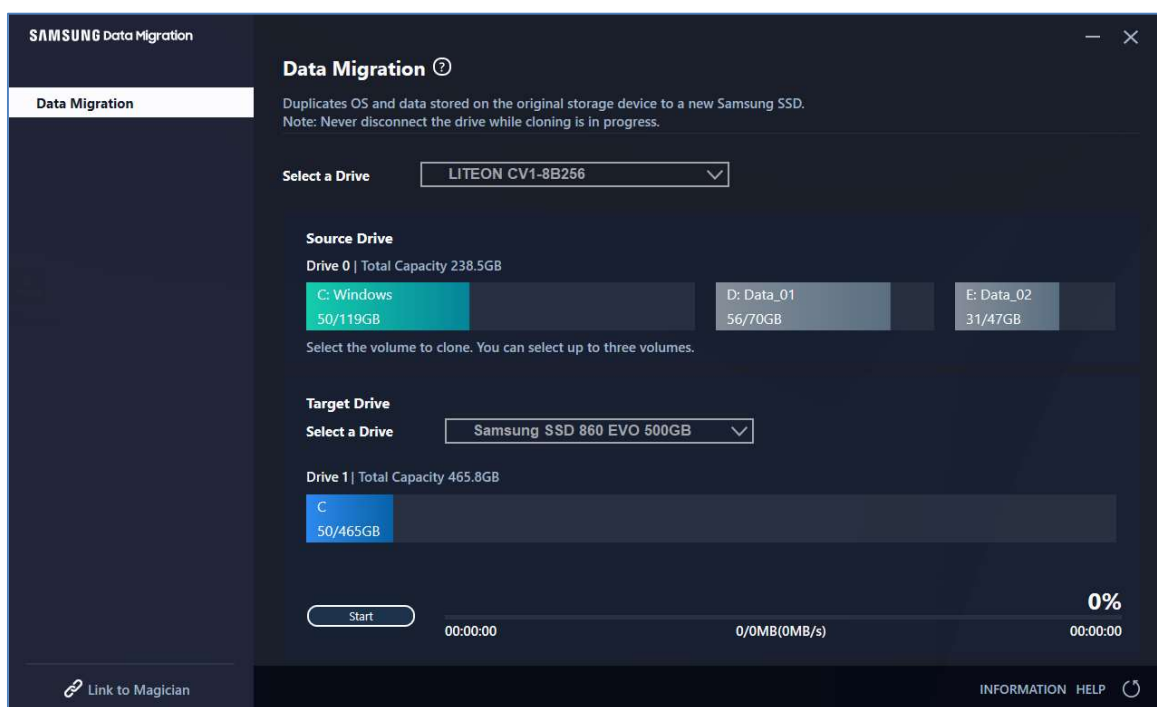 SAMSUNG Data Migration
Data Migration
Data Migration ?
Duplicates OS and data stored on the original storage device to a new Samsung SSD.
Note: Never disconnect the drive while cloning is in progress.
Select a Drive LITEON CV1-8B256
Source Drive
Drive 0 | Total Capacity 238.5GB
C: Windows D: Data_01 E: Data_02
50/119GB 56/70GB 31/47GB
Select the volume to clone. You can select up to three volumes.
Target Drive
Select a Drive Samsung SSD 860 EVO 500GB
Drive 1 | Total Capacity 465.8GB
C
50/465GB
0%
Start
00:00:00 0/0MB(0MB/s) 00:00:00
Link to Magician INFORMATION HELP